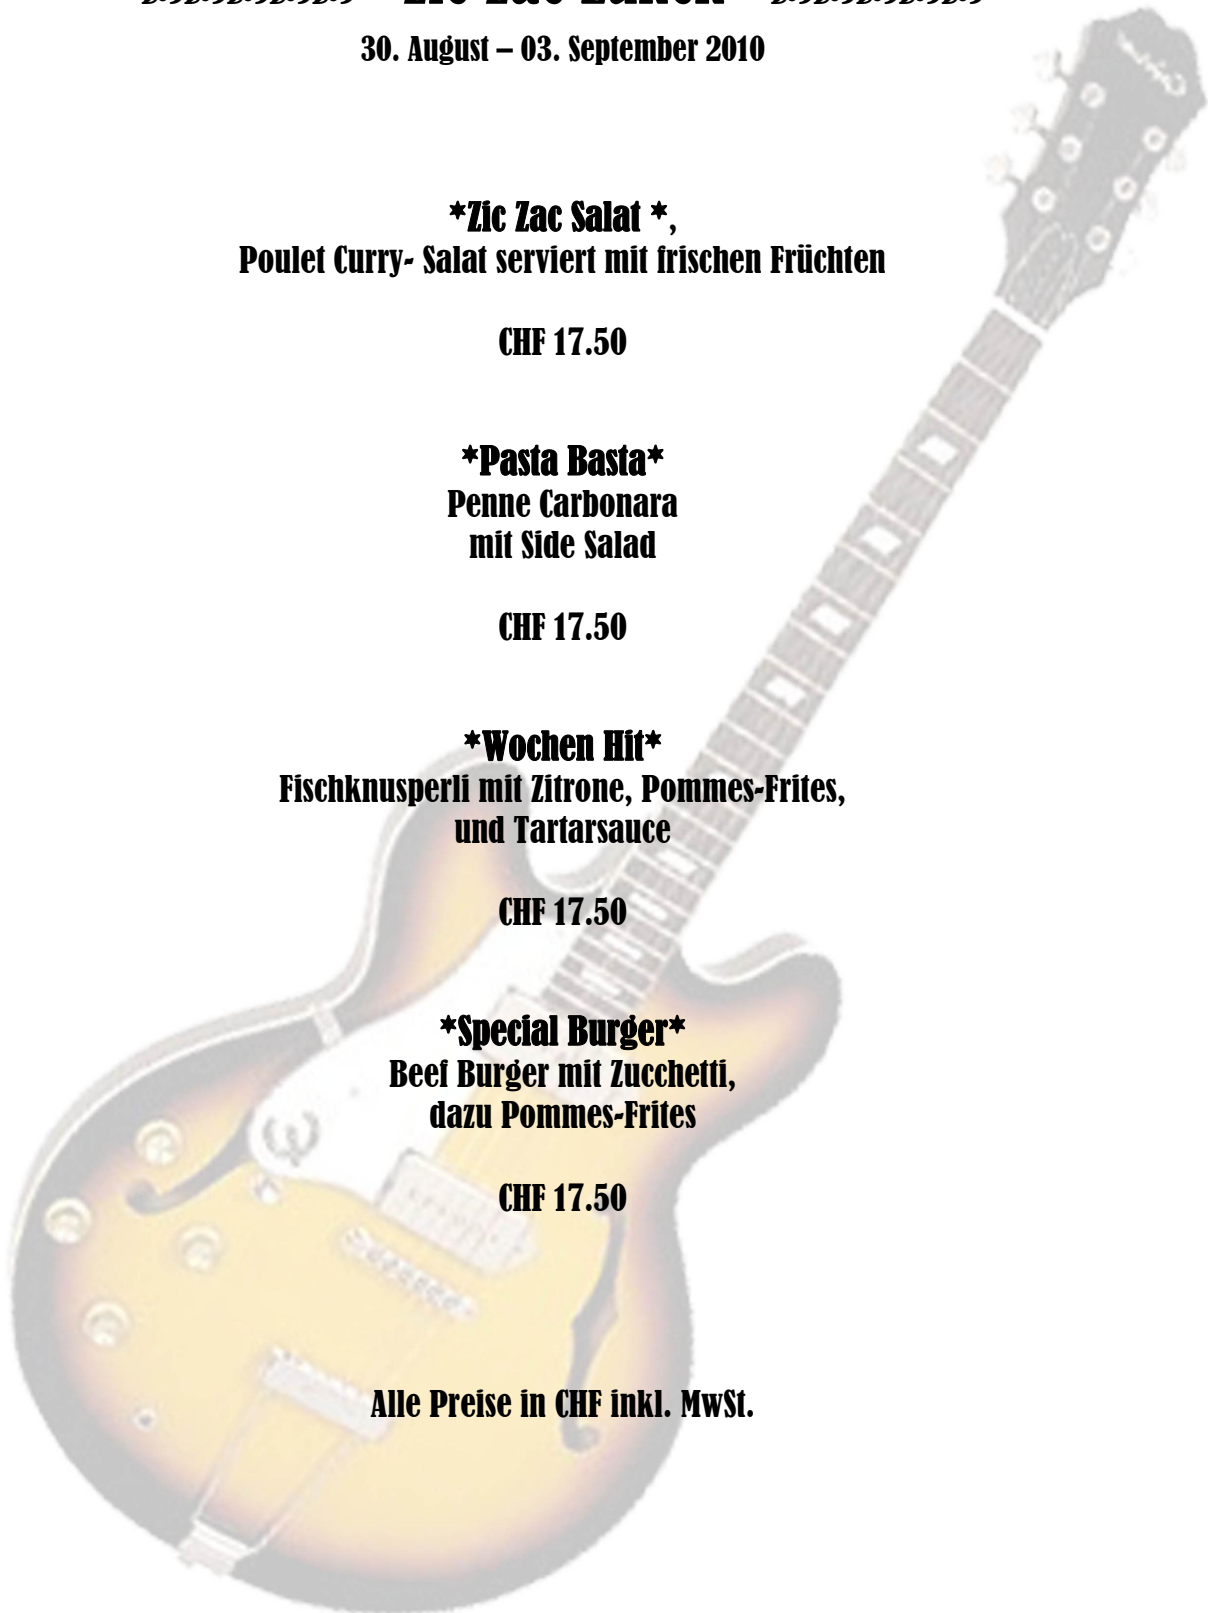 30. August – 03. September 2010
*Zic Zac Salat *,
Poulet Curry- Salat serviert mit frischen Früchten
CHF 17.50
*Pasta Basta*
Penne Carbonara
mit Side Salad
CHF 17.50
*Wochen Hit*
Fischknusperli mit Zitrone, Pommes-Frites,
und Tartarsauce
CHF 17.50
*Special Burger*
Beef Burger mit Zucchetti,
dazu Pommes-Frites
CHF 17.50
Alle Preise in CHF inkl. MwSt.